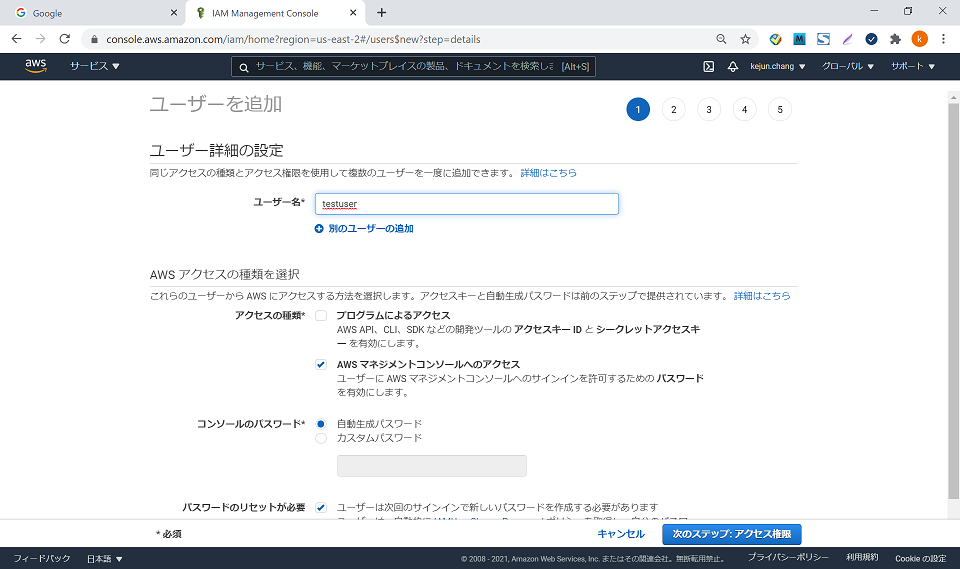 Google
IAM Management Console
console.aws.amazon.com/iam/home?region=us-east-2#/users$new?step=details
k
aws
サービス
サービス、機能、マーケットプレイスの製品、ドキュメントを検索しま
[Alt+S]
kejun.chang
グローバル
サポート
ユーザーを追加
1 2 3 4 5
ユーザー詳細の設定
同じアクセスの種類とアクセス権限を使用して複数のユーザーを一度に追加できます。 詳細はこちら
ユーザー名*
testuser
別のユーザーの追加
AWS アクセスの種類を選択
これらのユーザーから AWS にアクセスする方法を選択します。アクセスキーと自動生成パスワードは前のステップで提供されています。 詳細はこちら
アクセスの種類*
プログラムによるアクセス
AWS API、CLI、SDK などの開発ツールの アクセスキー ID と シークレットアクセスキ
ー を有効にします。
AWS マネジメントコンソールへのアクセス
ユーザーに AWS マネジメントコンソールへのサインインを許可するための パスワード
を有効にします。
コンソールのパスワード*
自動生成パスワード
カスタムパスワード
パスワードのリセットが必要
ユーザーは次回のサインインで新しいパスワードを作成する必要があります
* 必須
キャンセル
次のステップ: アクセス権限
フィードバック
日本語
© 2008 - 2021, Amazon Web Services, Inc. またはその関連会社。無断転用禁止。
プライバシーポリシー
利用規約
Cookie の設定